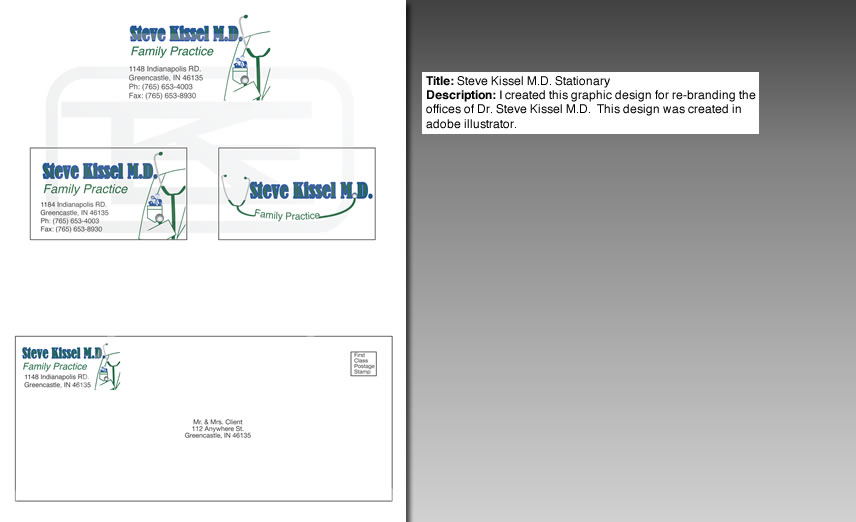 Steve Kissel M.D.
Family Practice
1148 Indianapolis RD.
Greencastle, IN 46135
Ph: (765) 653-4003
Fax: (765) 653-8930
Steve Kissel M.D.
Family Practice
1184 Indianapolis RD.
Greencastle, IN 46135
Ph: (765) 653-4003
Fax: (765) 653-8930
Steve Kissel M.D.
Family Practice
Steve Kissel M.D.
Family Practice
1148 Indianapolis RD.
Greencastle, IN 46135
First
Class
Postage
Stamp
Mr. & Mrs. Client
112 Anywhere St.
Greencastle, IN 46135
Title: Steve Kissel M.D. Stationary
Description: I created this graphic design for re-branding the
offices of Dr. Steve Kissel M.D.  This design was created in
adobe illustrator.